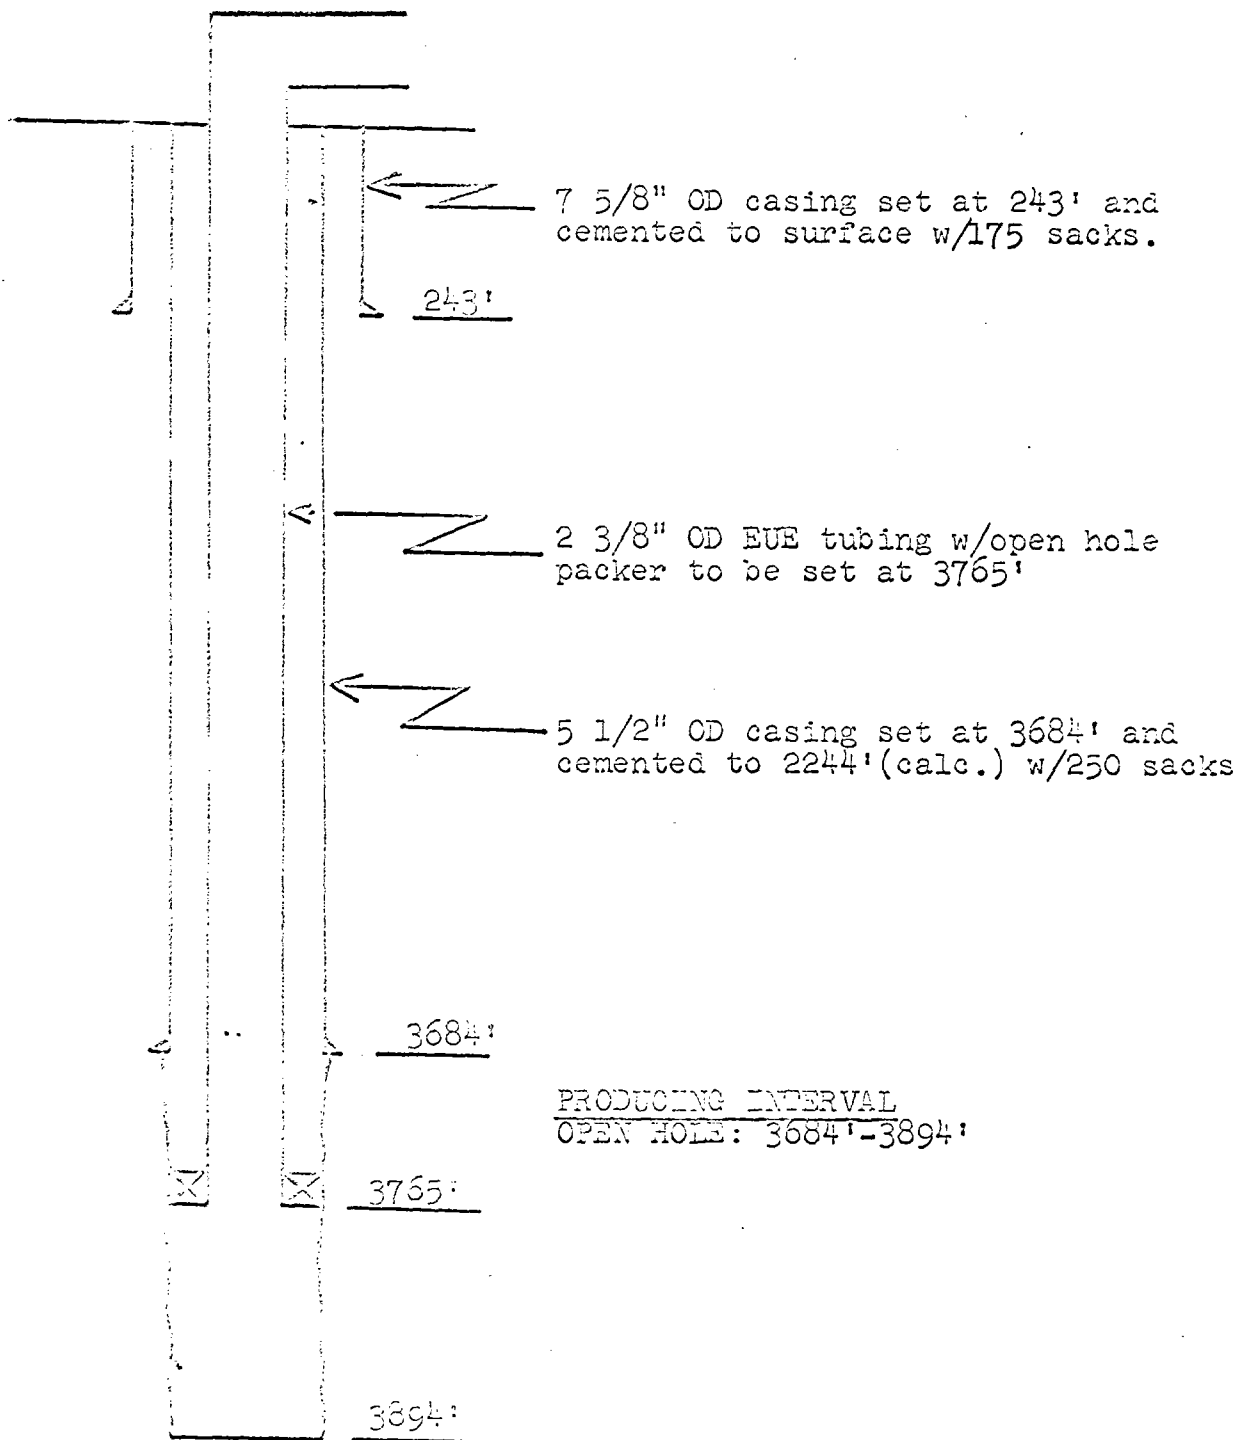 7 5/8" OD casing set at 243' and
cemented to surface w/175 sacks.
243'
2 3/8" OD EUE tubing w/open hole
packer to be set at 3765'
5 1/2" OD casing set at 3684' and
cemented to 2244'(calc.) w/250 sacks
3684'
PRODUCING INTERVAL
OPEN HOLE: 3684'-3894'
3765'
3894'